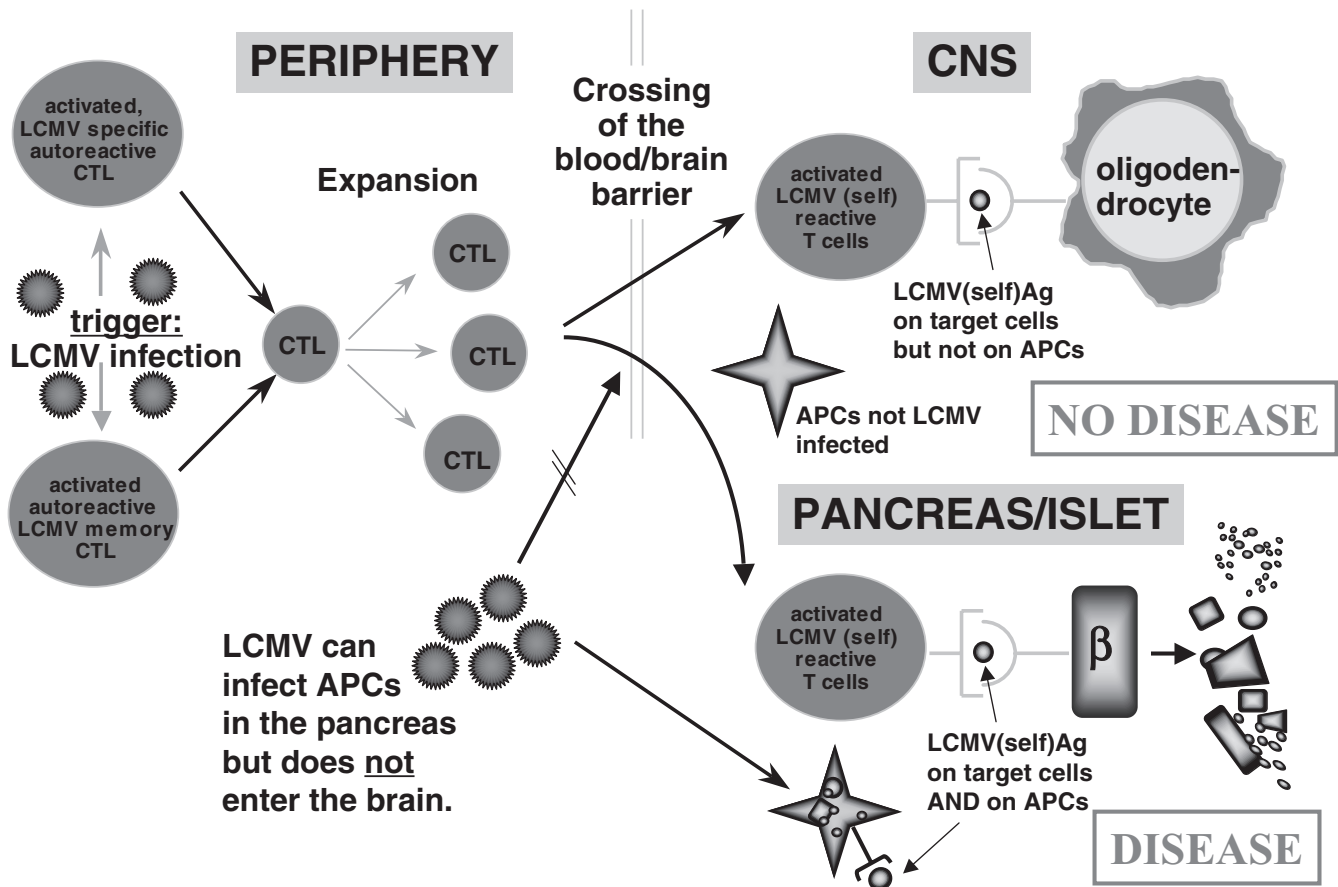 PERIPHERY
activated,
LCMV specific
autoreactive
CTL
trigger:
LCMV infection
activated
autoreactive
LCMV memory
CTL
CTL
Expansion
CTL
CTL
CTL
Crossing
of the
blood/brain
barrier
LCMV can
infect APCs
in the pancreas
but does not
enter the brain.
CNS
activated
LCMV (self)
reactive
T cells
oligoden-
drocyte
LCMV(self)Ag
on target cells
but not on APCs
APCs not LCMV
infected
NO DISEASE
PANCREAS/ISLET
activated
LCMV (self)
reactive
T cells
β
LCMV(self)Ag
on target cells
AND on APCs
DISEASE